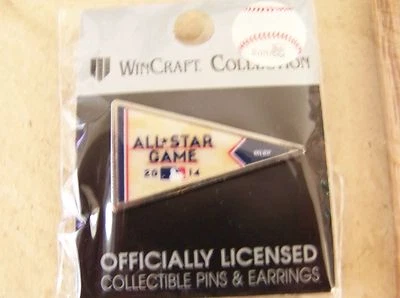 WINCRAFT. COLLECTION
ALL★STAR
GAME
20 14
OFFICIALLY LICENSED
COLLECTIBLE PINS & EARRINGS